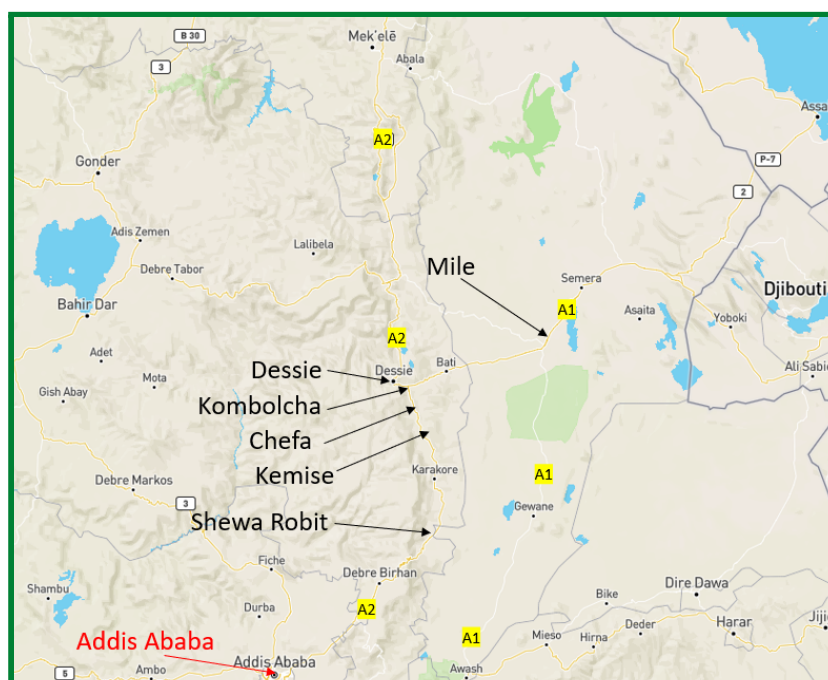 B 30
Mek'elē
3
Abala
A2
Assa
Gonder
P-7
2
Adis Zemen
Lalibela
Mile
Debre Tabor
Semera
Djibouti
Bahir Dar
A1
Asaita
Yoboki
A2
Adet
Dessie
Dessie
Bati
Ali Sabie
Gish Abay
Mota
Kombolcha
Chefa
Kemise
Karakore
A1
Debre Markos
3
Gewane
Shewa Robit
Fiche
Debre Birhan
Shambu
Bike
Dire Dawa
Durba
A2
Addis Ababa
Mieso
Hirna
Deder
Harar
Jiji
A1
Addis Ababa
5
Ambo
Awash